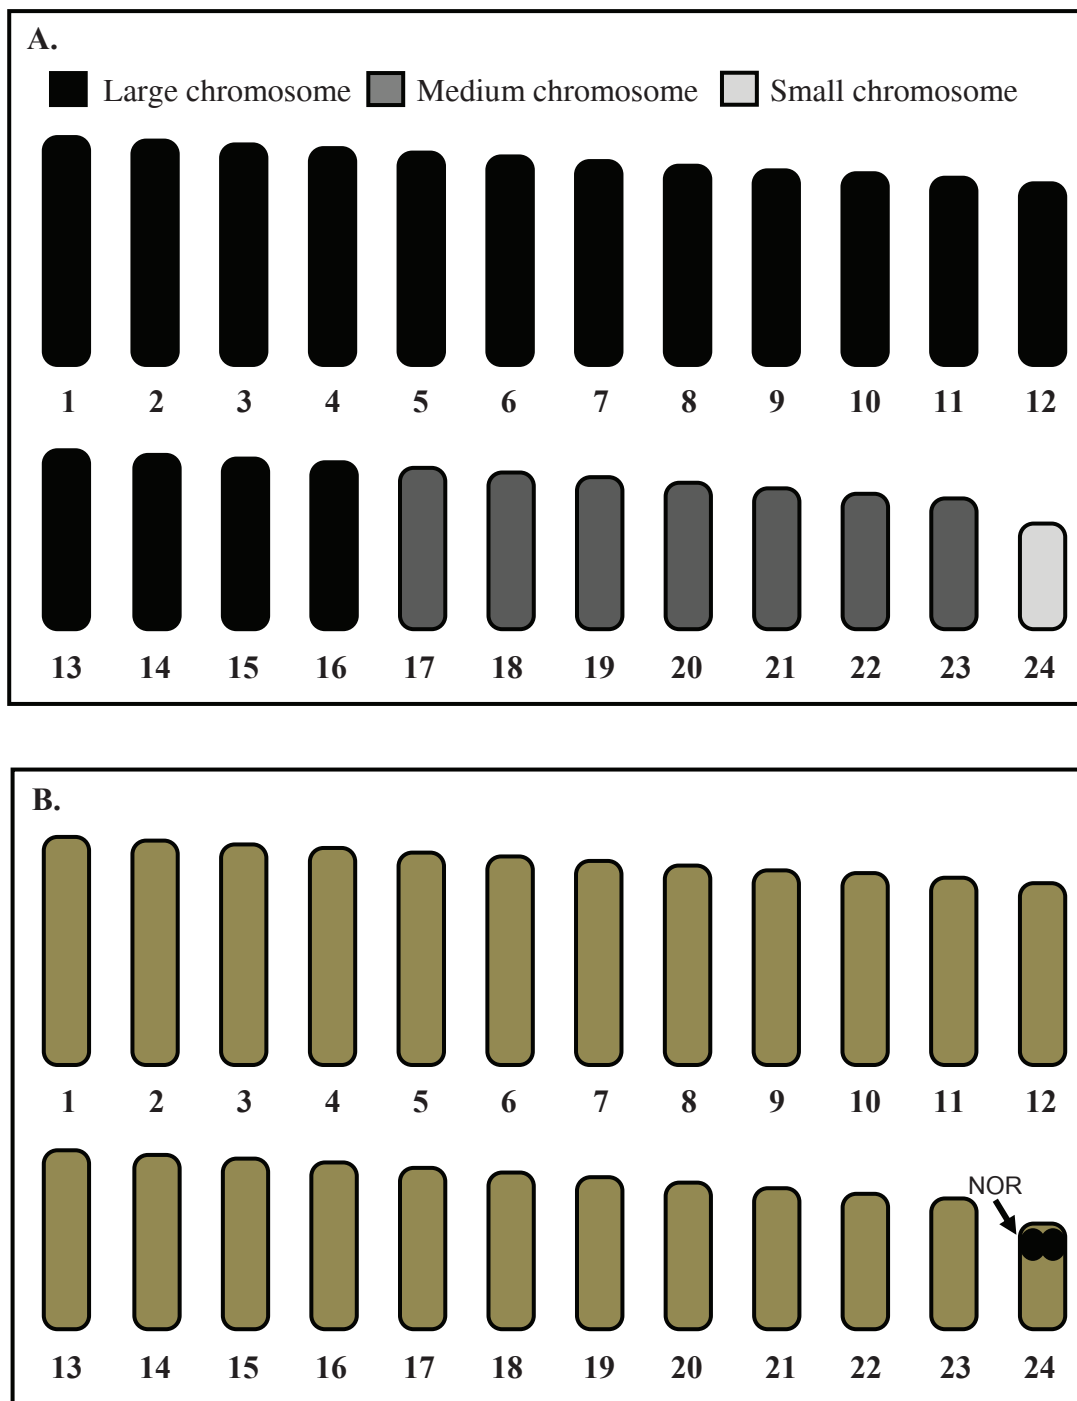 A.
Large chromosome Medium chromosome Small chromosome
1 2 3 4 5 6 7 8 9 10 11 12
13 14 15 16 17 18 19 20 21 22 23 24
B.
1 2 3 4 5 6 7 8 9 10 11 12
NOR
13 14 15 16 17 18 19 20 21 22 23 24